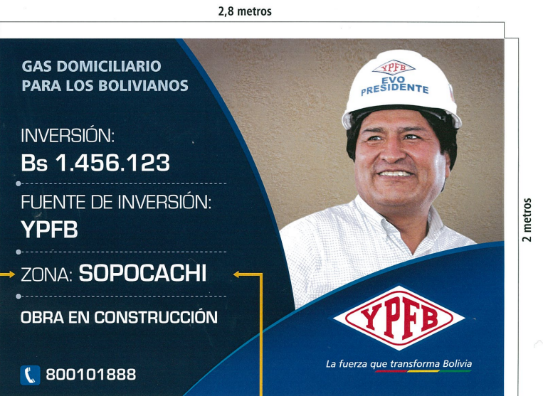 2,8 metros
GAS DOMICILIARIO
PARA LOS BOLIVIANOS
INVERSIÓN:
Bs 1.456.123
FUENTE DE INVERSIÓN:
YPFB
ZONA: SOPOCACHI
OBRA EN CONSTRUCCIÓN
800101888
YPFB
EVO
PRESIDENTE
2 metros
YPFB
La fuerza que transforma Bolivia